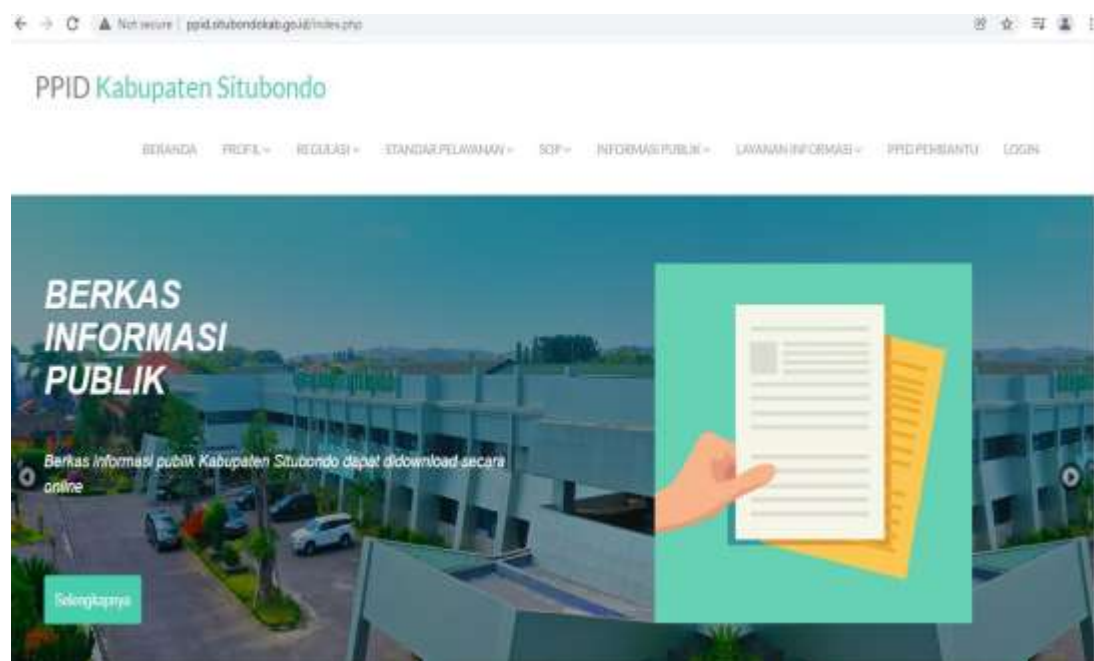 Not secure | ppid.situbondokab.go.id/index.php
PPID Kabupaten Situbondo
BERANDA PROFIL REGULASI STANDAR PELAYANAN SOP INFORMASI PUBLIK LAYANAN INFORMASI PPID PEMBANTU LOGIN
BERKAS
INFORMASI
PUBLIK
Berkas informasi publik Kabupaten Situbondo dapat didownload secara
online
Selengkapnya